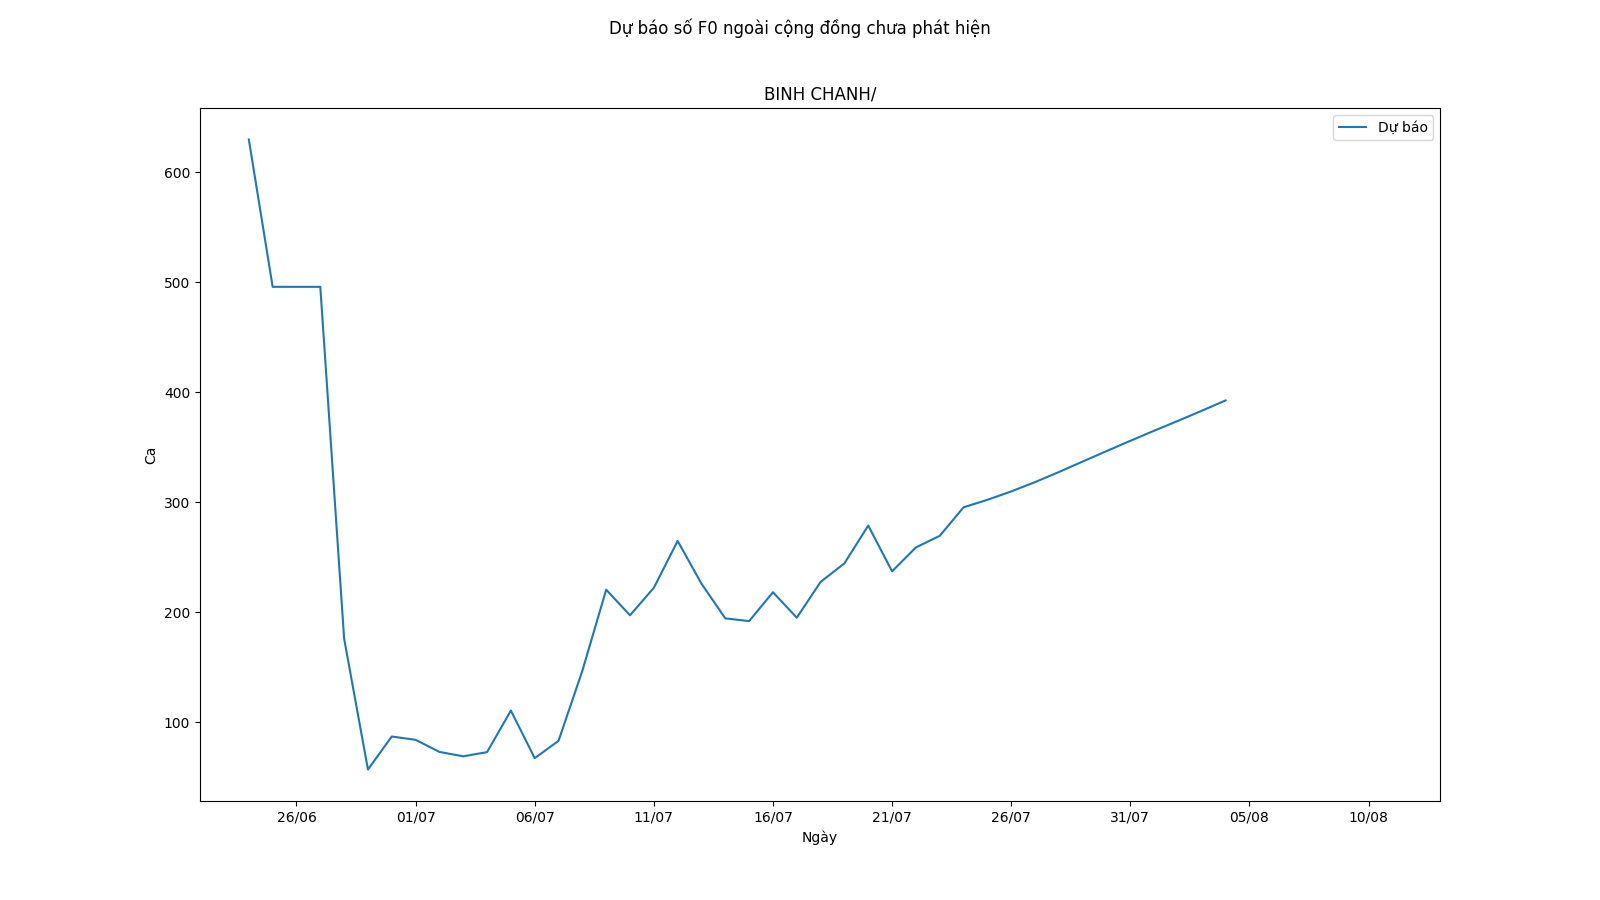 Dự báo số F0 ngoài cộng đồng chưa phát hiện
BINH CHANH/
Dự báo
600
500
400
300
200
100
Ca
26/06 01/07 06/07 11/07 16/07 21/07 26/07 31/07 05/08 10/08
Ngày